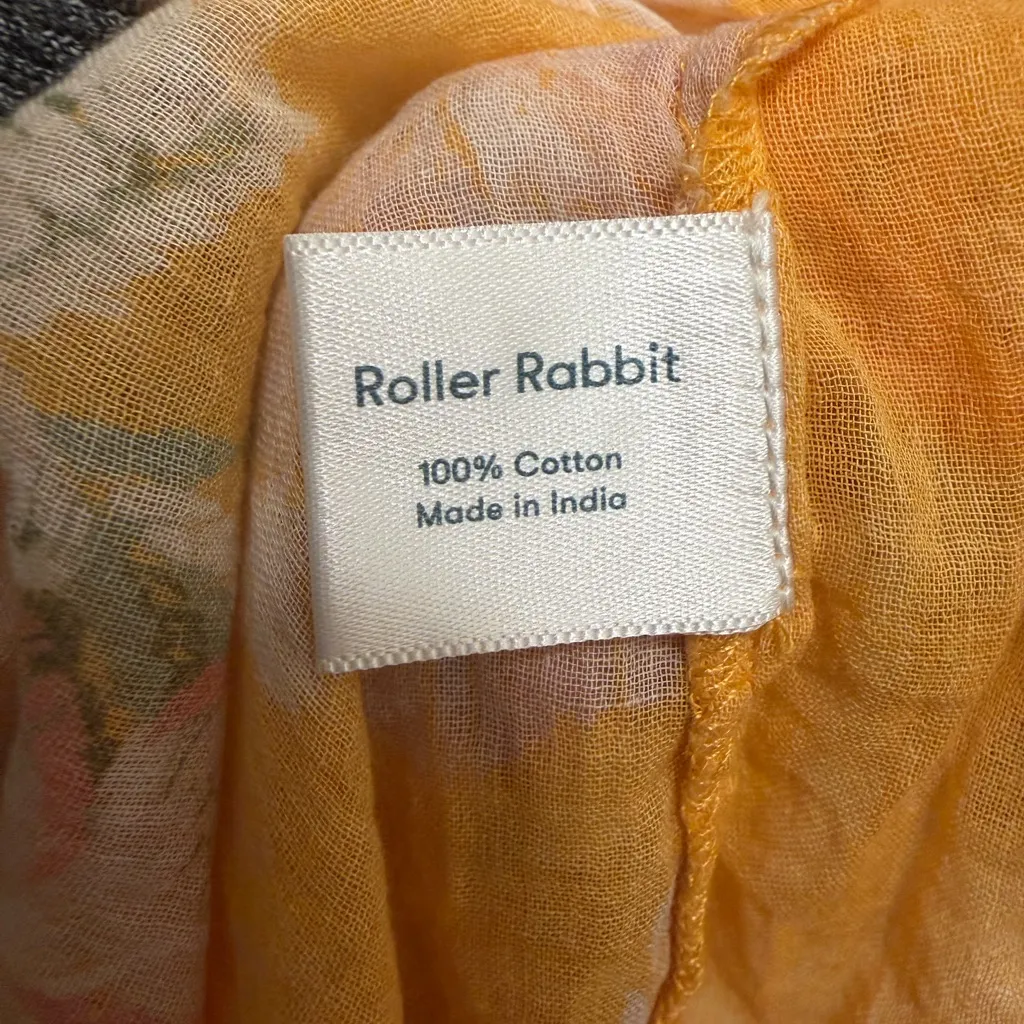 Roller Rabbit
100% Cotton
Made in India